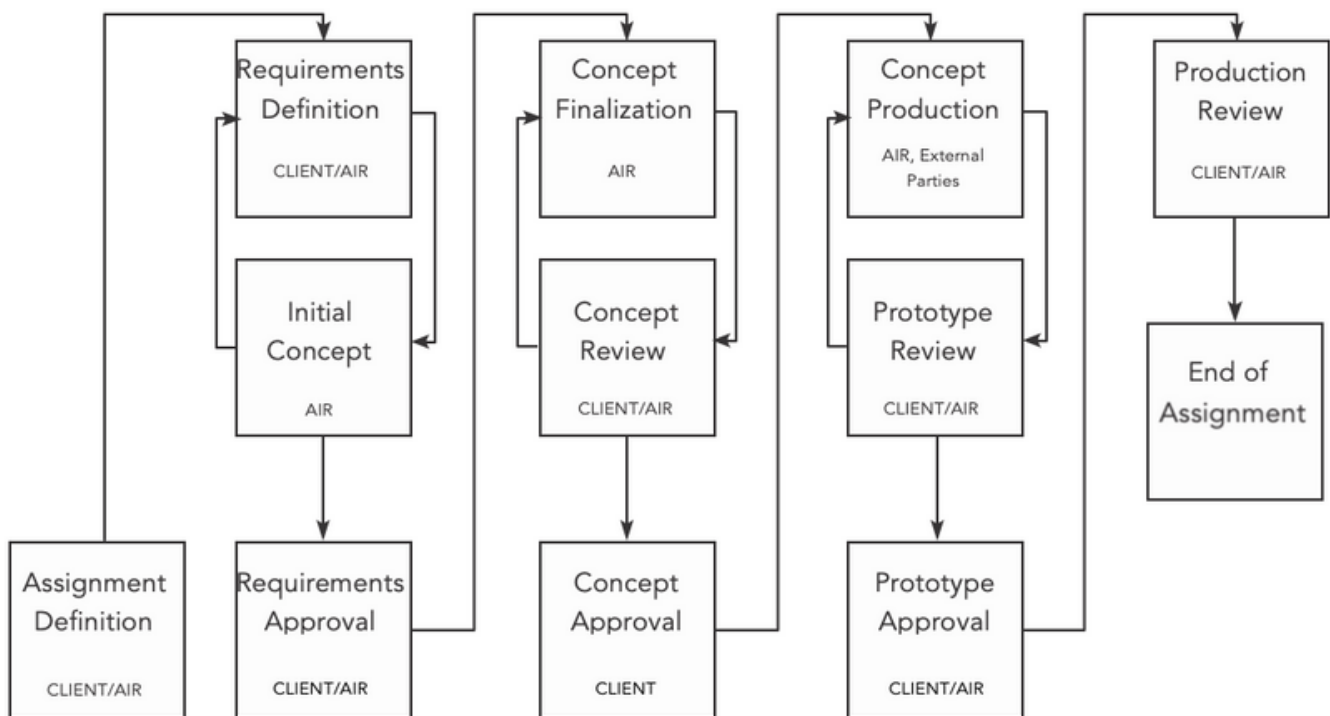 Requirements
Definition
CLIENT/AIR
Initial
Concept
AIR
Assignment
Definition
CLIENT/AIR
Requirements
Approval
CLIENT/AIR
Concept
Finalization
AIR
Concept
Review
CLIENT/AIR
Concept
Approval
CLIENT
Concept
Production
AIR, External
Parties
Prototype
Review
CLIENT/AIR
Prototype
Approval
CLIENT/AIR
Production
Review
CLIENT/AIR
End of
Assignment